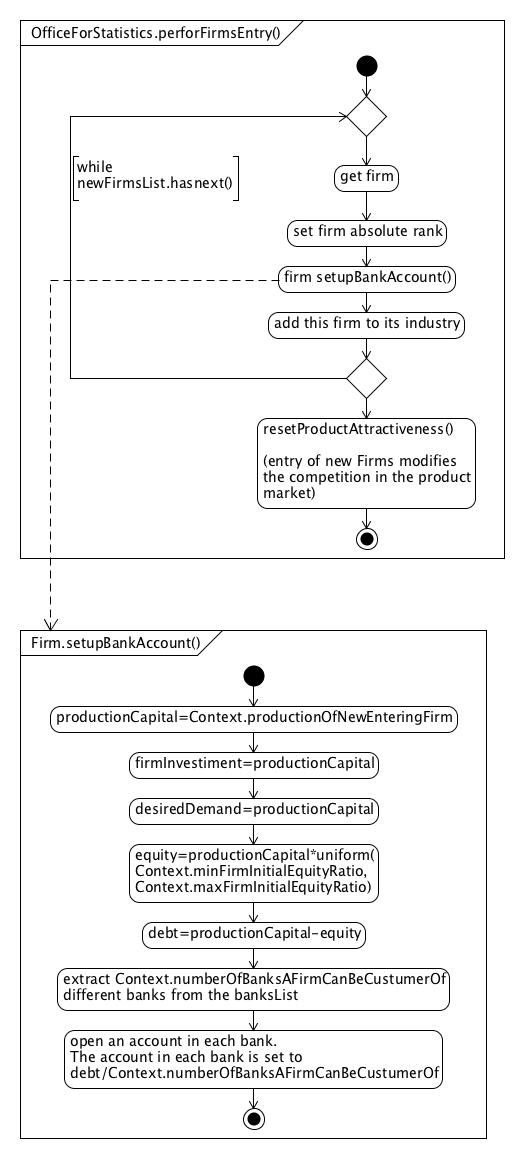 OfficeForStatistics.perforFirmsEntry()
while
newFirmsList.hasnext()
get firm
set firm absolute rank
firm setupBankAccount()
add this firm to its industry
resetProductAttractiveness()
(entry of new Firms modifies
the competition in the product
market)
Firm.setupBankAccount()
productionCapital=Context.productionOfNewEnteringFirm
firmInvestiment=productionCapital
desiredDemand=productionCapital
equity=productionCapital*uniform(
Context.minFirmInitialEquityRatio,
Context.maxFirmInitialEquityRatio)
debt=productionCapital-equity
extract Context.numberOfBanksAFirmCanBeCustumerOf
different banks from the banksList
open an account in each bank.
The account in each bank is set to
debt/Context.numberOfBanksAFirmCanBeCustumerOf